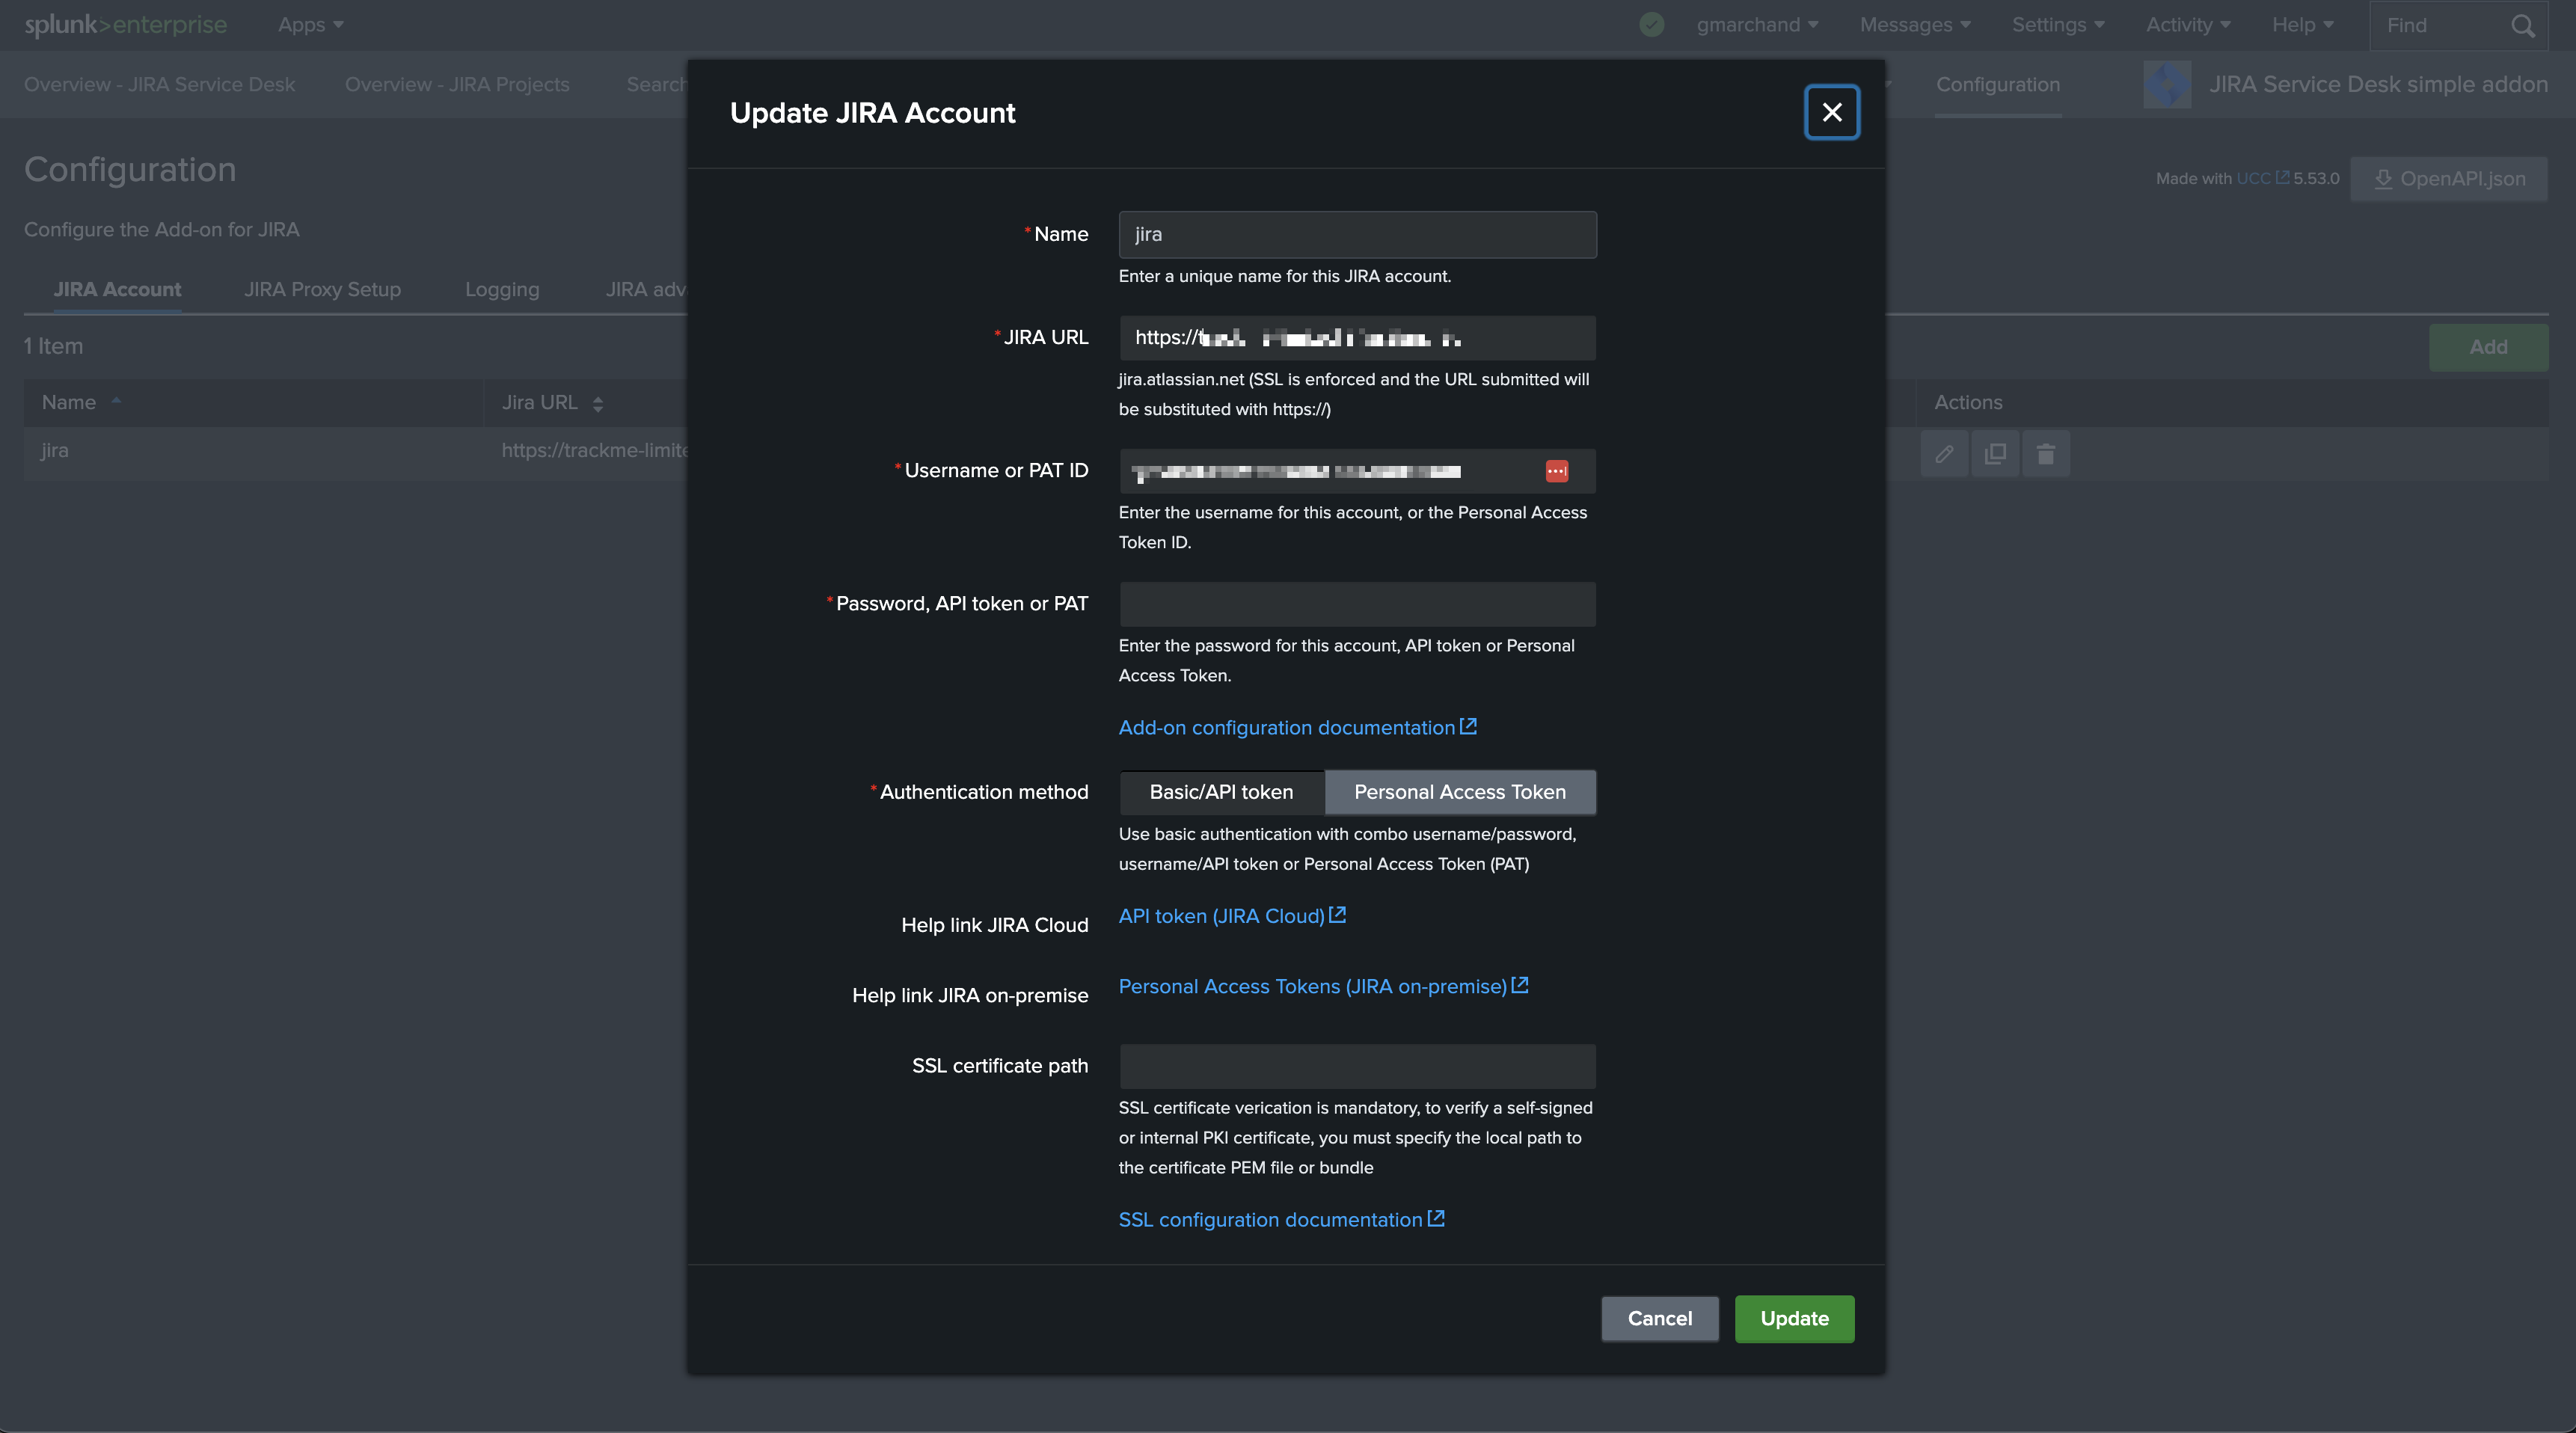 splunk>enterprise Apps gmarchand Messages Settings Activity Help Find
Overview - JIRA Service Desk Overview - JIRA Projects Search Configuration JIRA Service Desk simple addon
Configuration
Made with UCC 5.53.0 OpenAPI.json
Configure the Add-on for JIRA
JIRA Account JIRA Proxy Setup Logging JIRA adv
1 Item Add
Name Jira URL Actions
jira https://trackme-limite
Update JIRA Account
*Name jira
Enter a unique name for this JIRA account.
*JIRA URL https://t
jira.atlassian.net (SSL is enforced and the URL submitted will
be substituted with https://)
*Username or PAT ID
Enter the username for this account, or the Personal Access
Token ID.
*Password, API token or PAT
Enter the password for this account, API token or Personal
Access Token.
Add-on configuration documentation
*Authentication method Basic/API token Personal Access Token
Use basic authentication with combo username/password,
username/API token or Personal Access Token (PAT)
Help link JIRA Cloud API token (JIRA Cloud)
Help link JIRA on-premise Personal Access Tokens (JIRA on-premise)
SSL certificate path
SSL certificate verication is mandatory, to verify a self-signed
or internal PKI certificate, you must specify the local path to
the certificate PEM file or bundle
SSL configuration documentation
Cancel Update